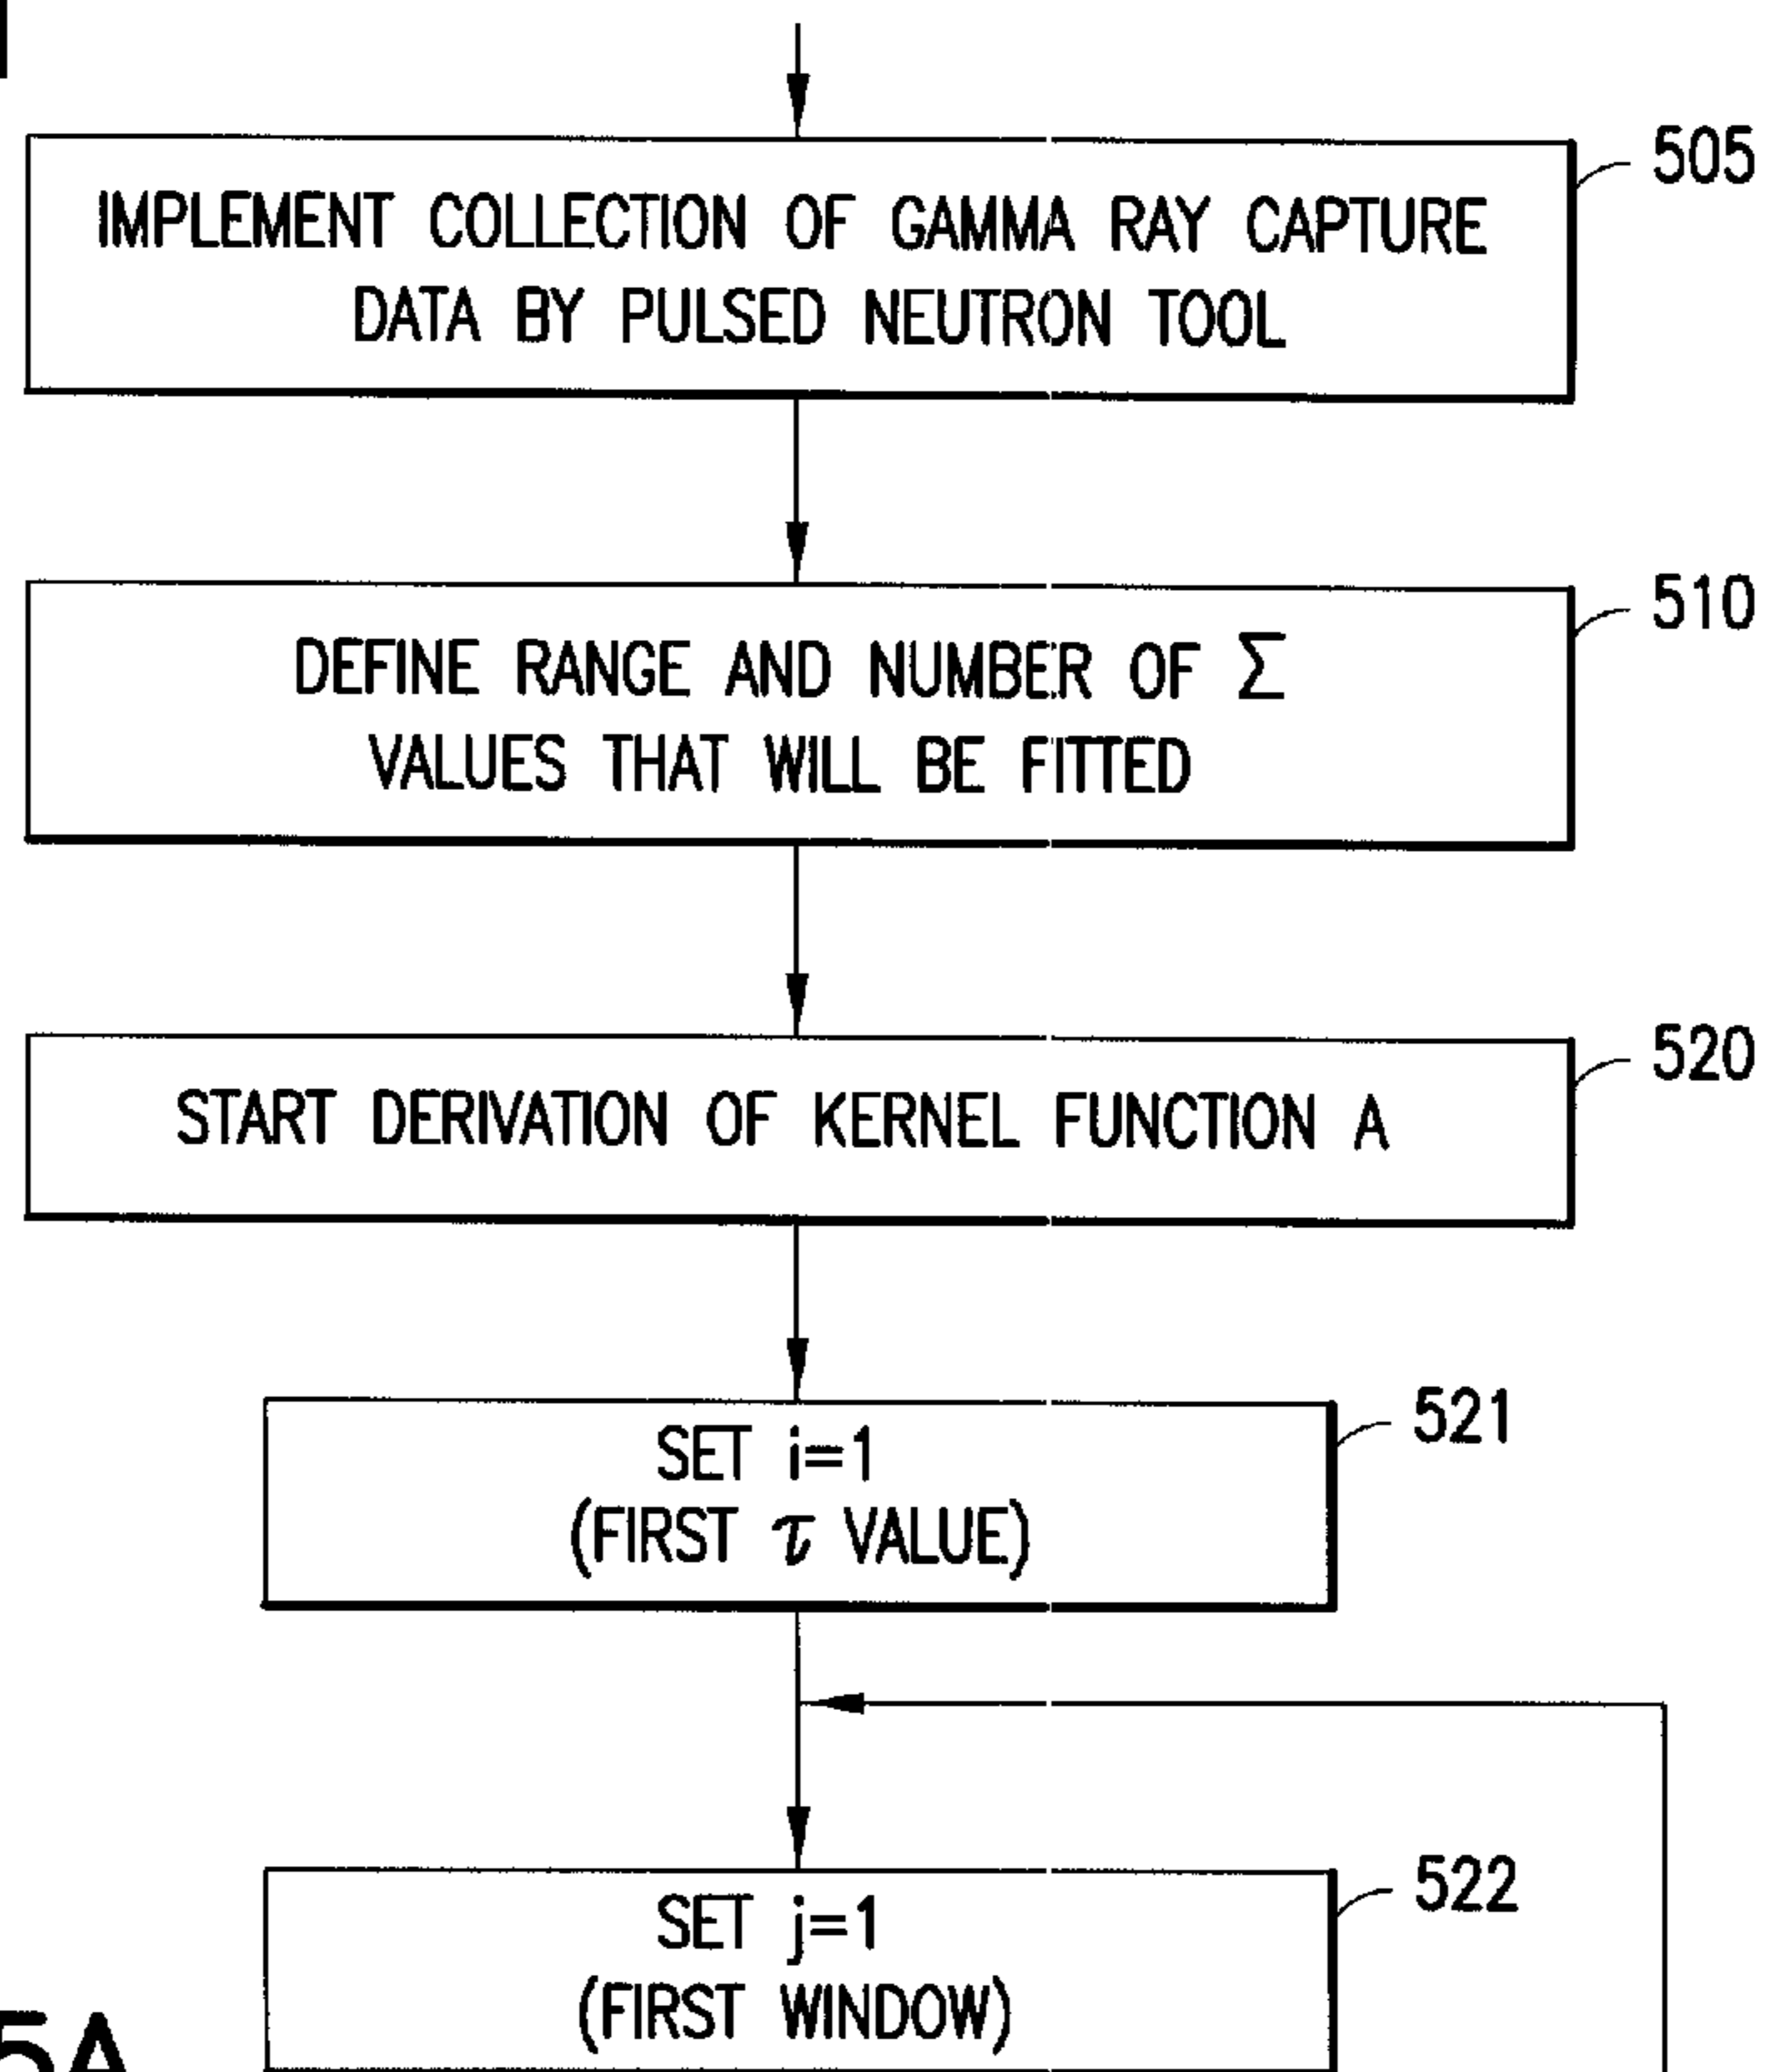 505
IMPLEMENT COLLECTION OF GAMMA RAY CAPTURE
DATA BY PULSED NEUTRON TOOL
510
DEFINE RANGE AND NUMBER OF Σ
VALUES THAT WILL BE FITTED
520
START DERIVATION OF KERNEL FUNCTION A
521
SET i=1
(FIRST τ VALUE)
522
SET j=1
(FIRST WINDOW)
5A